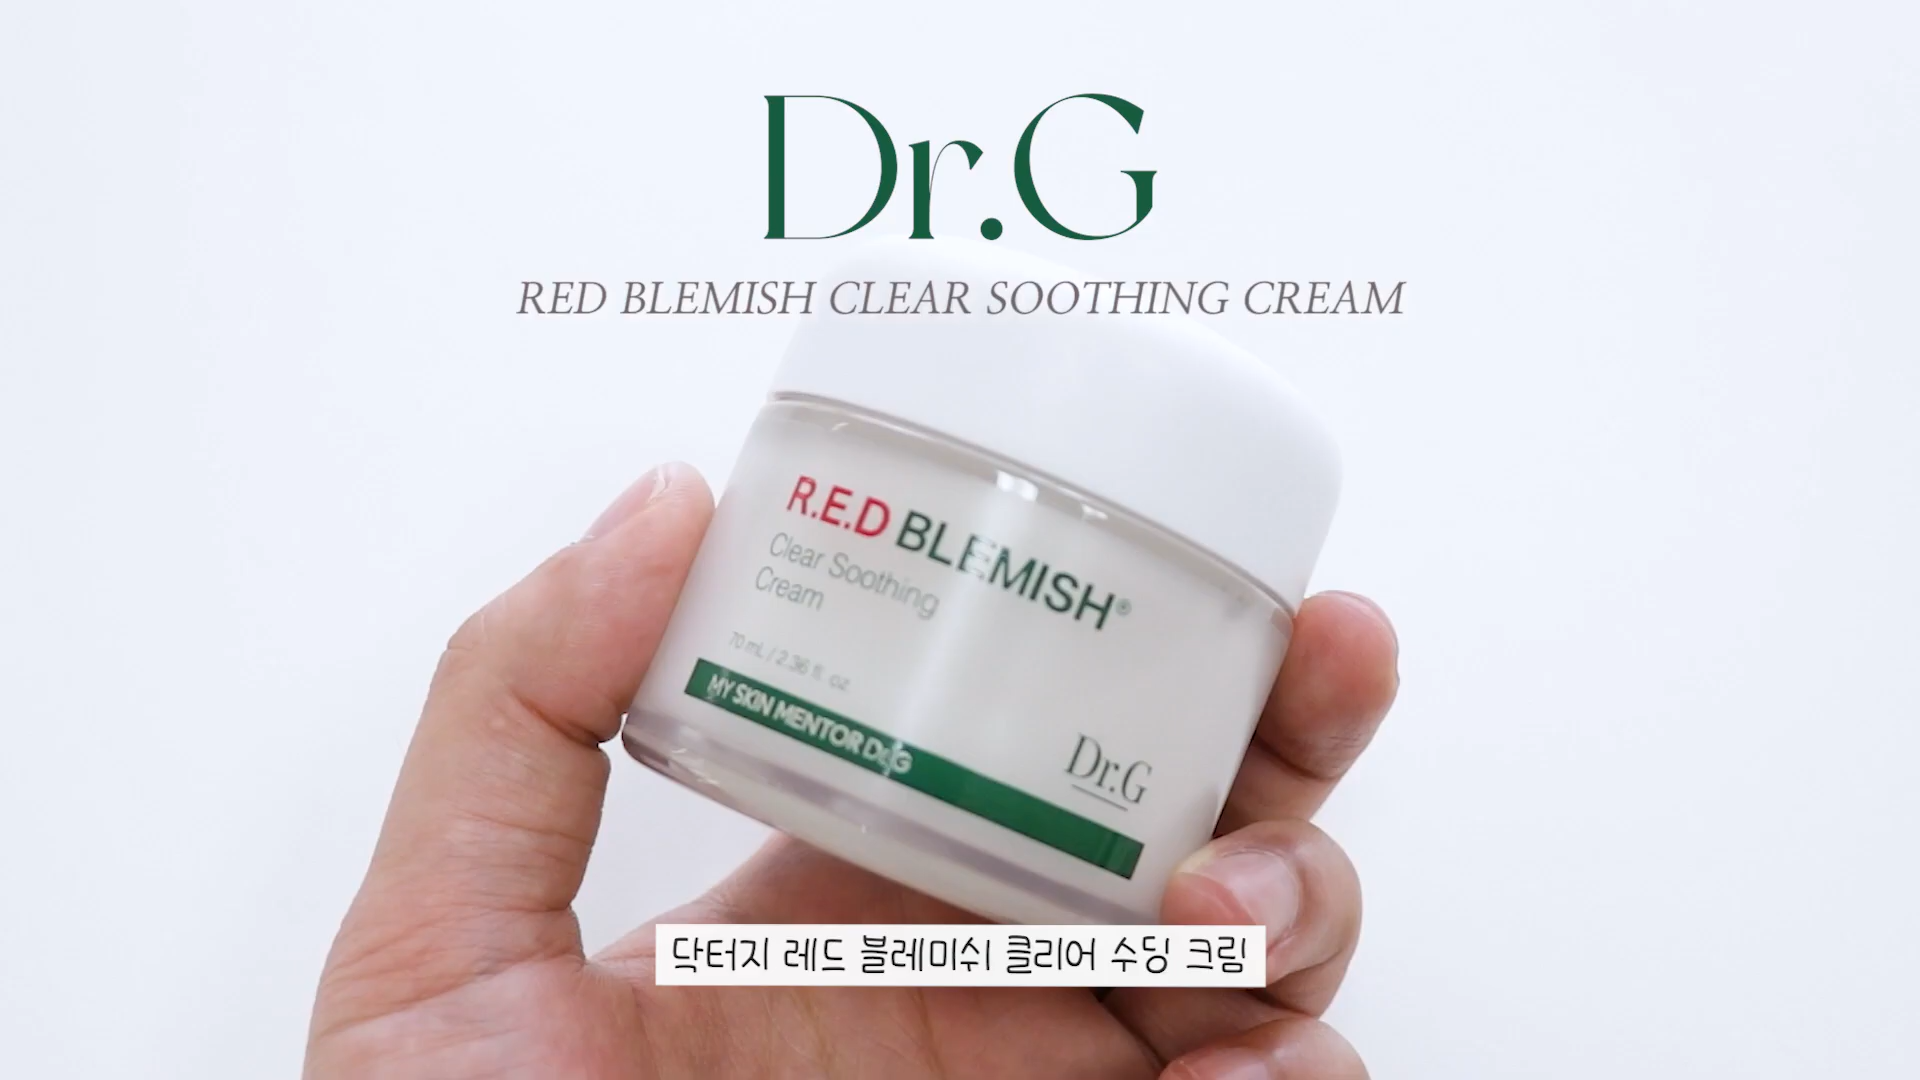 Dr.G
RED BLEMISH CLEAR SOOTHING CREAM
R.E.D BLEMISH®
Clear Soothing
Cream
70 mL / 2.36 fl. oz
MY SKIN MENTOR Dr.G
Dr.G
닥터지 레드 블레미쉬 클리어 수딩 크림